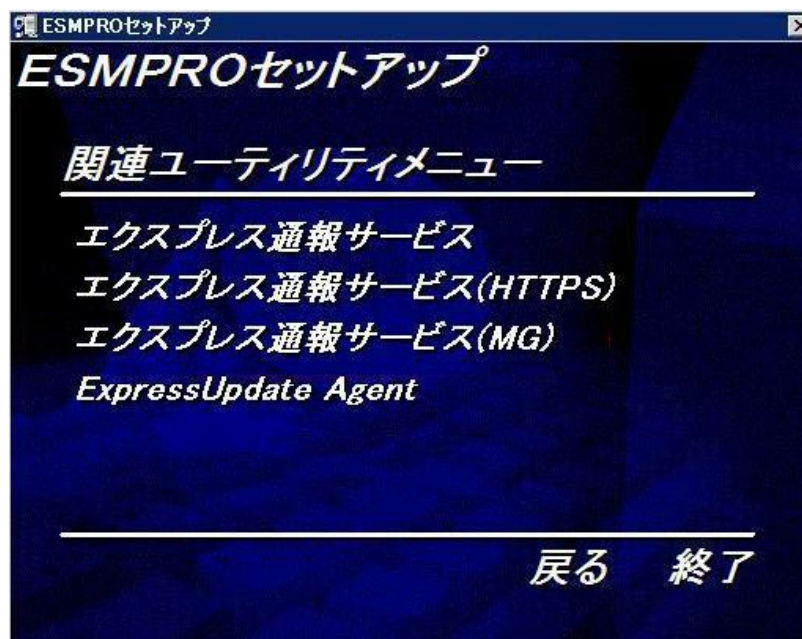 ESMPROセットアップ
ESMPROセットアップ
関連ユーティリティメニュー
エクスプレス通報サービス
エクスプレス通報サービス(HTTPS)
エクスプレス通報サービス(MG)
ExpressUpdate Agent
戻る 終了